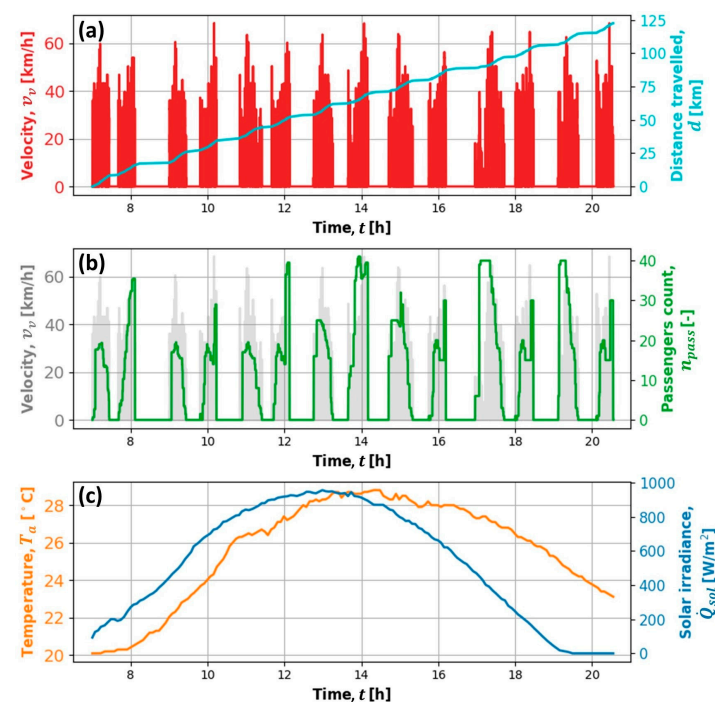 (a)
Velocity, v_v [km/h]
60
40
20
0
125
100
75
50
25
0
Distance travelled,
d [km]
8 10 12 14 16 18 20
Time, t [h]
(b)
Velocity, v_v [km/h]
60
40
20
0
40
30
20
10
0
Passengers count,
n_pass [-]
8 10 12 14 16 18 20
Time, t [h]
(c)
Temperature, T_a [°C]
28
26
24
22
20
1000
800
600
400
200
0
Solar irradiance,
Q̇_sol [W/m²]
8 10 12 14 16 18 20
Time, t [h]